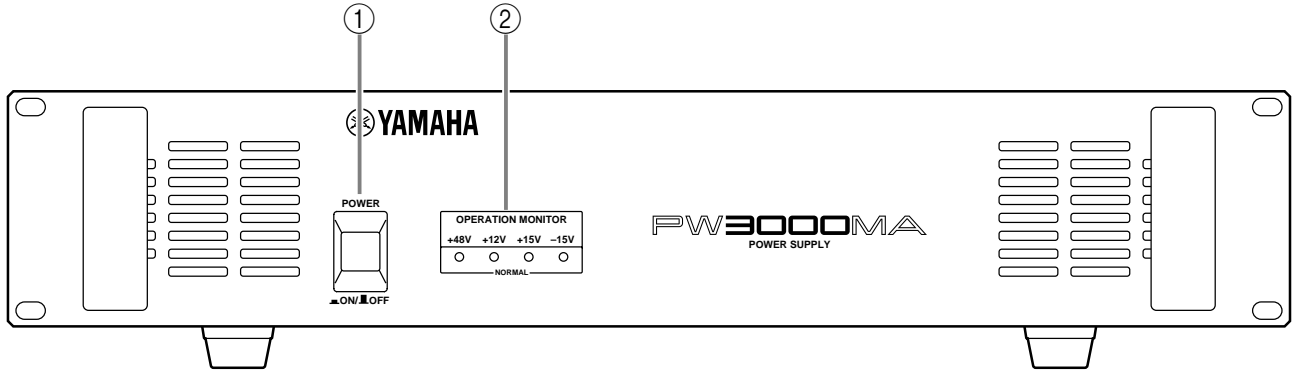 ① ②
YAMAHA
POWER
OPERATION MONITOR
+48V +12V +15V –15V
NORMAL
ON/ OFF
PW3000MA
POWER SUPPLY